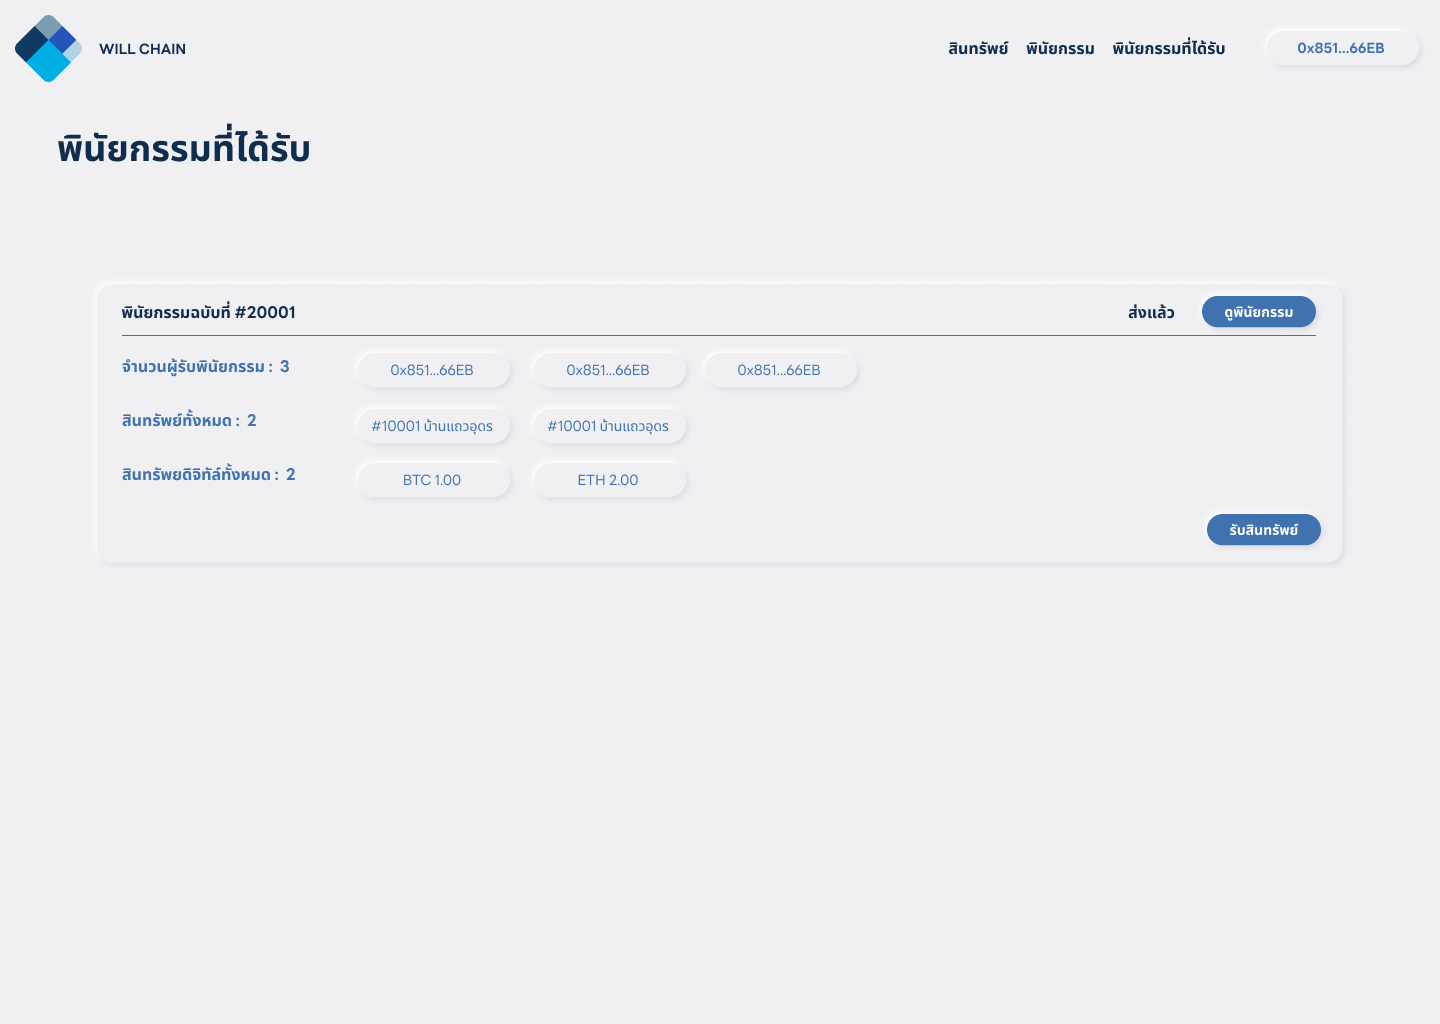 WILL CHAIN
สินทรัพย์ พินัยกรรม พินัยกรรมที่ได้รับ 0x851...66EB
พินัยกรรมที่ได้รับ
พินัยกรรมฉบับที่ #20001 ส่งแล้ว ดูพินัยกรรม
จำนวนผู้รับพินัยกรรม : 3 0x851...66EB 0x851...66EB 0x851...66EB
สินทรัพย์ทั้งหมด : 2 #10001 บ้านแถวอุดร #10001 บ้านแถวอุดร
สินทรัพยดิจิทัล์ทั้งหมด : 2 BTC 1.00 ETH 2.00
รับสินทรัพย์